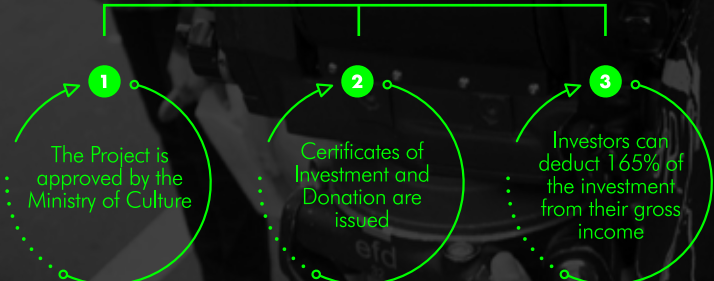 1
The Project is
approved by the
Ministry of Culture
2
Certificates of
Investment and
Donation are
issued
3
Investors can
deduct 165% of
the investment
from their gross
income
efd